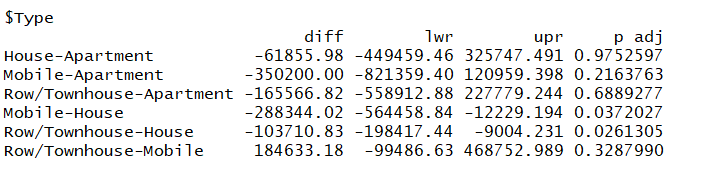 $Type
diff lwr upr p adj
House-Apartment -61855.98 -449459.46 325747.491 0.9752597
Mobile-Apartment -350200.00 -821359.40 120959.398 0.2163763
Row/Townhouse-Apartment -165566.82 -558912.88 227779.244 0.6889277
Mobile-House -288344.02 -564458.84 -12229.194 0.0372027
Row/Townhouse-House -103710.83 -198417.44 -9004.231 0.0261305
Row/Townhouse-Mobile 184633.18 -99486.63 468752.989 0.3287990